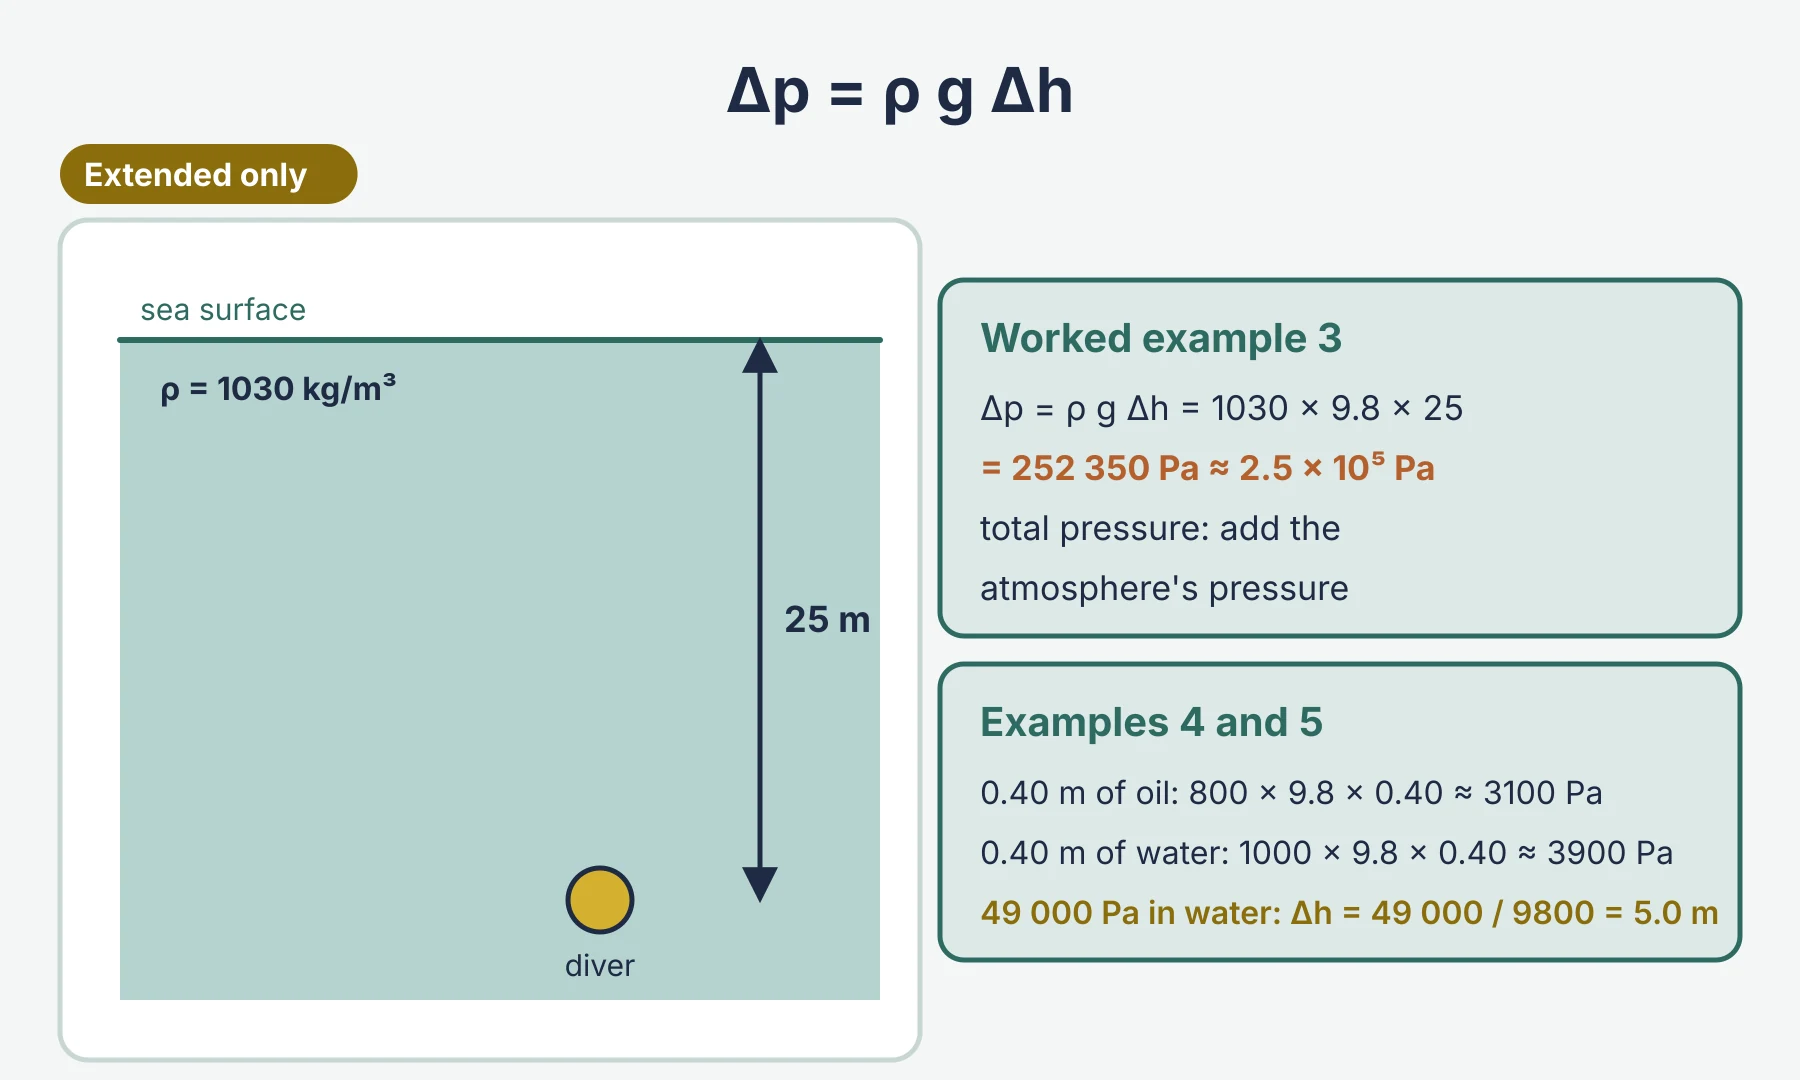 Δp = ρ g Δh
Extended only
sea surface
ρ = 1030 kg/m³
25 m
diver
Worked example 3
Δp = ρ g Δh = 1030 × 9.8 × 25
= 252 350 Pa ≈ 2.5 × 10⁵ Pa
total pressure: add the
atmosphere's pressure
Examples 4 and 5
0.40 m of oil: 800 × 9.8 × 0.40 ≈ 3100 Pa
0.40 m of water: 1000 × 9.8 × 0.40 ≈ 3900 Pa
49 000 Pa in water: Δh = 49 000 / 9800 = 5.0 m